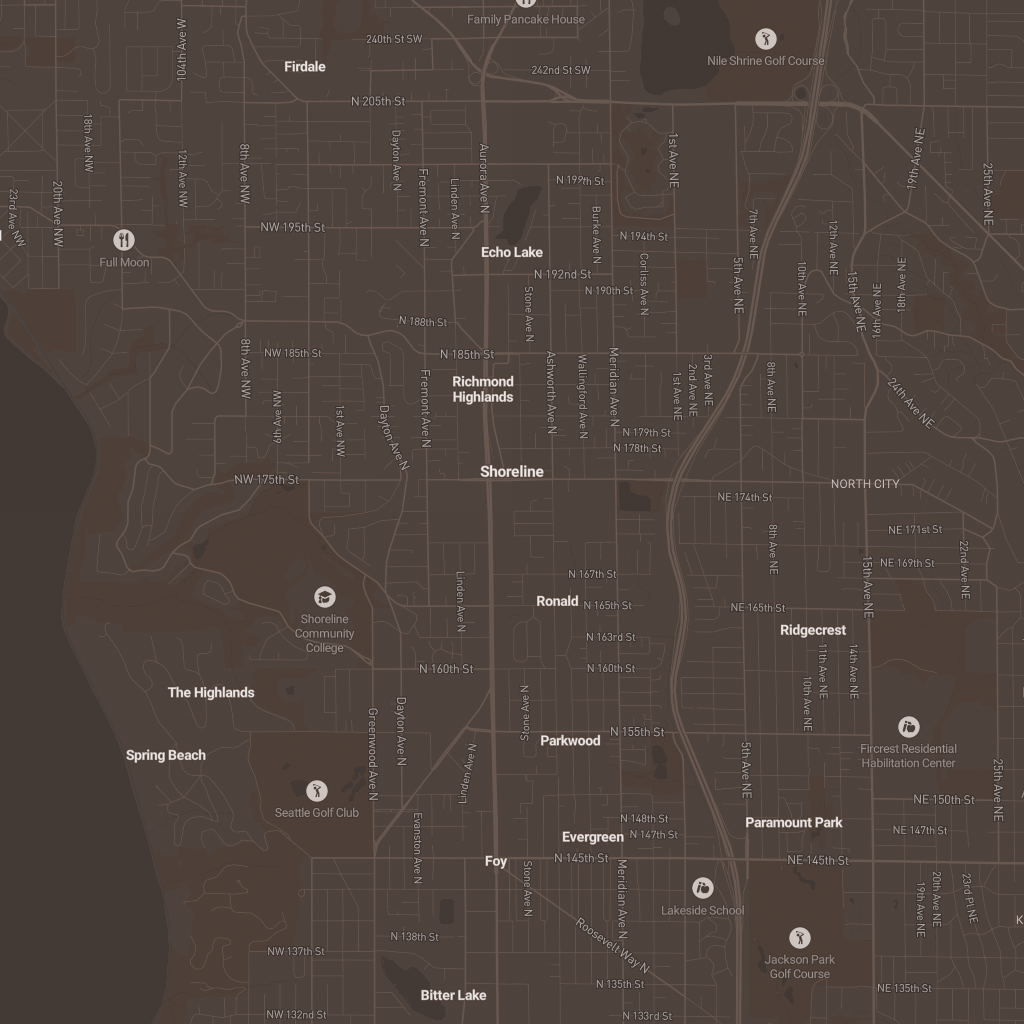 Family Pancake House
240th St SW
104th Ave W
Firdale
242nd St SW
Nile Shrine Golf Course
N 205th St
18th Ave NW
12th Ave NW
8th Ave NW
Dayton Ave N
Fremont Ave N
Linden Ave N
Aurora Ave N
N 199th St
1st Ave NE
19th Ave NE
25th Ave NE
20th Ave NW
23rd Ave NW
NW 195th St
Burke Ave N
N 194th St
7th Ave NE
12th Ave NE
Full Moon
Echo Lake
N 192nd St
N 190th St
Corliss Ave N
5th Ave NE
10th Ave NE
15th Ave NE
16th Ave NE
18th Ave NE
Stone Ave N
N 188th St
8th Ave NW
NW 185th St
N 185th St
Richmond
Highlands
Fremont Ave N
Ashworth Ave N
Wallingford Ave N
Meridian Ave N
1st Ave NE
2nd Ave NE
3rd Ave NE
8th Ave NE
24th Ave NE
6th Ave NW
1st Ave NW
Dayton Ave N
N 179th St
N 178th St
Shoreline
NW 175th St
NORTH CITY
NE 174th St
NE 171st St
8th Ave NE
NE 169th St
22nd Ave NE
15th Ave NE
N 167th St
Linden Ave N
Ronald
N 165th St
NE 165th St
Shoreline
Community
College
Ridgecrest
N 163rd St
N 160th St
N 160th St
11th Ave NE
14th Ave NE
10th Ave NE
The Highlands
Greenwood Ave N
Dayton Ave N
Stone Ave N
N 155th St
Parkwood
Spring Beach
Linden Ave N
5th Ave NE
Fircrest Residential
Habilitation Center
25th Ave NE
NE 150th St
Seattle Golf Club
Evanston Ave N
N 148th St
Evergreen
N 147th St
Paramount Park
NE 147th St
Foy
N 145th St
NE 145th St
Stone Ave N
Meridian Ave N
Lakeside School
19th Ave NE
20th Ave NE
23rd Pl NE
N 138th St
NW 137th St
Roosevelt Way N
Jackson Park
Golf Course
N 135th St
NE 135th St
Bitter Lake
NW 132nd St
N 133rd St